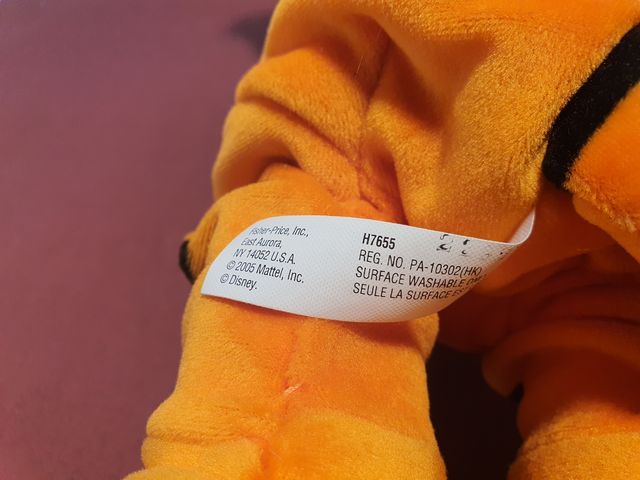 Fisher-Price, Inc.,
East Aurora,
NY 14052 U.S.A.
© 2005 Mattel, Inc.
© Disney.
H7655
REG. NO. PA-10302(HK)
SURFACE WASHABLE
SEULE LA SURFACE